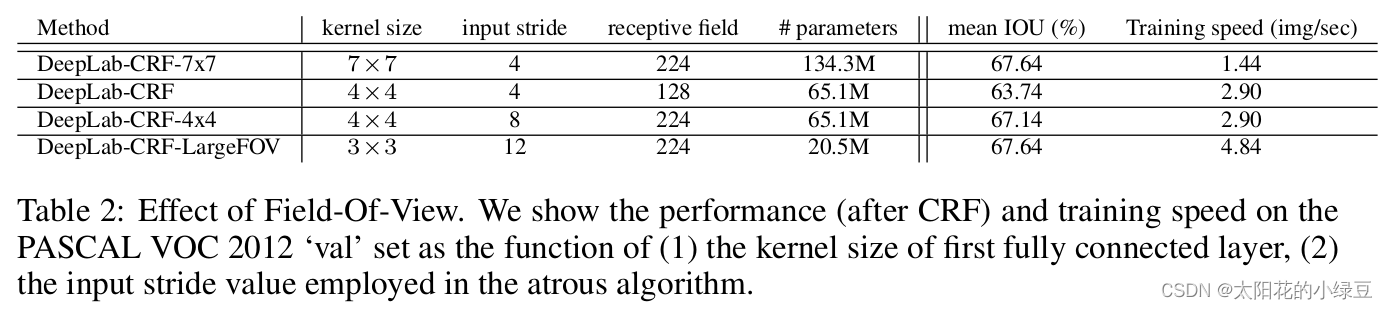 Method kernel size input stride receptive field # parameters mean IOU (%) Training speed (img/sec)
DeepLab-CRF-7x7 7 × 7 4 224 134.3M 67.64 1.44
DeepLab-CRF 4 × 4 4 128 65.1M 63.74 2.90
DeepLab-CRF-4x4 4 × 4 8 224 65.1M 67.14 2.90
DeepLab-CRF-LargeFOV 3 × 3 12 224 20.5M 67.64 4.84
Table 2: Effect of Field-Of-View. We show the performance (after CRF) and training speed on the
PASCAL VOC 2012 ‘val’ set as the function of (1) the kernel size of first fully connected layer, (2)
the input stride value employed in the atrous algorithm.
CSDN @太阳花的小绿豆